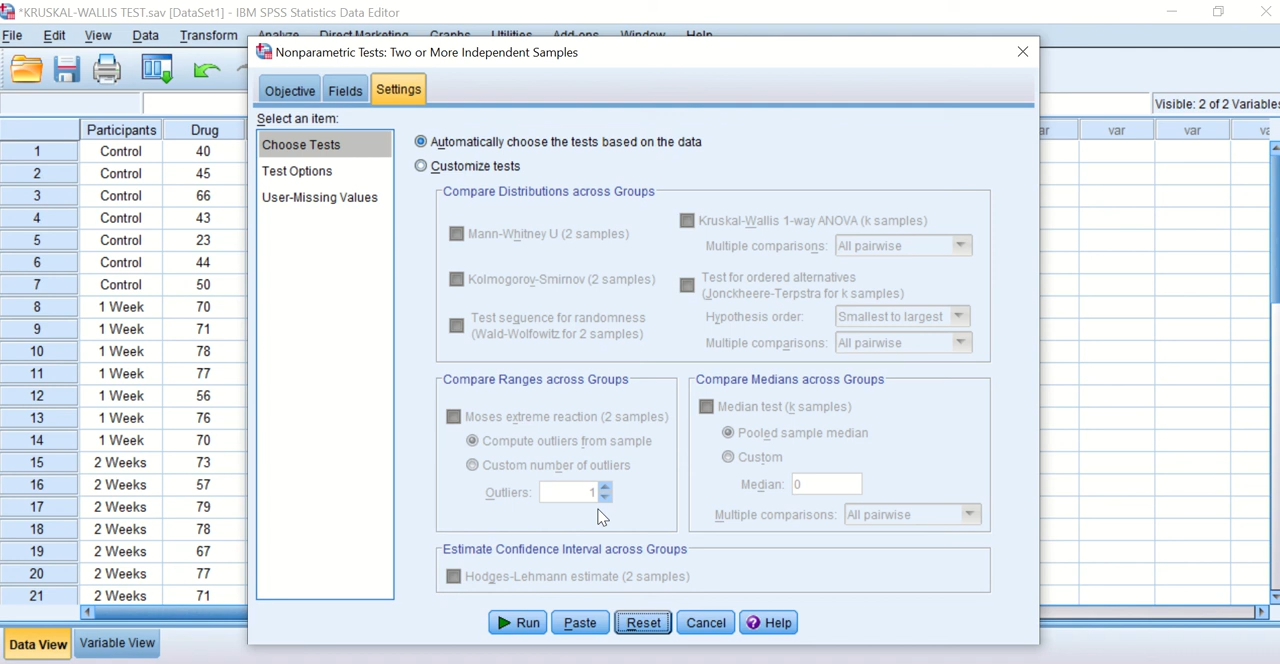 *KRUSKAL-WALLIS TEST.sav [DataSet1] - IBM SPSS Statistics Data Editor
File Edit View Data Transform Analyze Direct Marketing Graphs Utilities Add-ons Window Help
Nonparametric Tests: Two or More Independent Samples
Objective Fields Settings
Visible: 2 of 2 Variables
Select an item:
Choose Tests
Test Options
User-Missing Values
Automatically choose the tests based on the data
Customize tests
Compare Distributions across Groups
Mann-Whitney U (2 samples)
Kolmogorov-Smirnov (2 samples)
Test sequence for randomness
(Wald-Wolfowitz for 2 samples)
Kruskal-Wallis 1-way ANOVA (k samples)
Multiple comparisons: All pairwise
Test for ordered alternatives
(Jonckheere-Terpstra for k samples)
Hypothesis order: Smallest to largest
Multiple comparisons: All pairwise
Compare Ranges across Groups
Moses extreme reaction (2 samples)
Compute outliers from sample
Custom number of outliers
Outliers: 1
Compare Medians across Groups
Median test (k samples)
Pooled sample median
Custom
Median: 0
Multiple comparisons: All pairwise
Estimate Confidence Interval across Groups
Hodges-Lehmann estimate (2 samples)
Run Paste Reset Cancel Help
Participants Drug
1 Control 40
2 Control 45
3 Control 66
4 Control 43
5 Control 23
6 Control 44
7 Control 50
8 1 Week 70
9 1 Week 71
10 1 Week 78
11 1 Week 77
12 1 Week 56
13 1 Week 76
14 1 Week 70
15 2 Weeks 73
16 2 Weeks 57
17 2 Weeks 79
18 2 Weeks 78
19 2 Weeks 67
20 2 Weeks 77
21 2 Weeks 71
var var
Data View Variable View